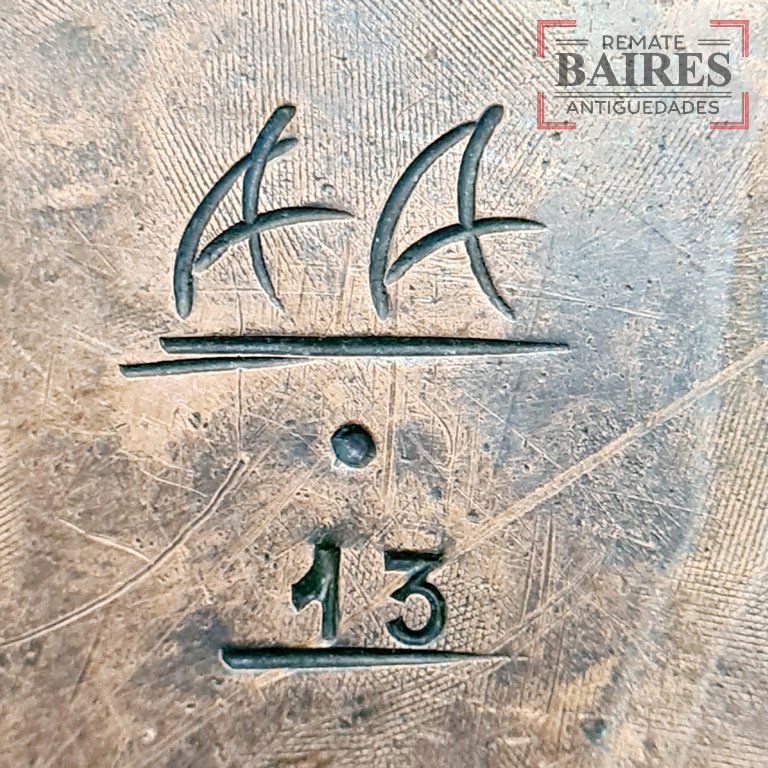 REMATE
BAIRES
ANTIGUEDADES
AA
13